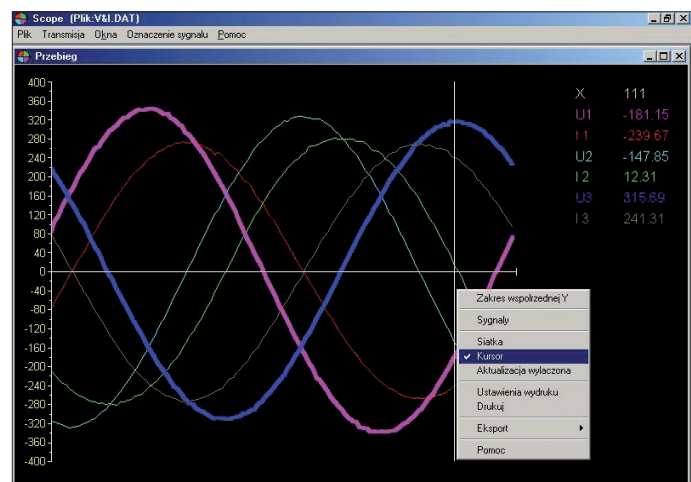 Scope (Plik:V&I.DAT)
Plik Transmisja Okna Oznaczenie sygnalu Pomoc
Przebieg
400
360
320
280
240
200
160
120
80
40
0
-40
-80
-120
-160
-200
-240
-280
-320
-360
-400
X 111
U1 -181.15
I1 -239.67
U2 -147.85
I2 12.31
U3 315.69
I3 241.31
Zakres wspolrzednej Y
Sygnaly
Siatka
Kursor
Aktualizacja wylaczona
Ustawienia wydruku
Drukuj
Eksport
Pomoc